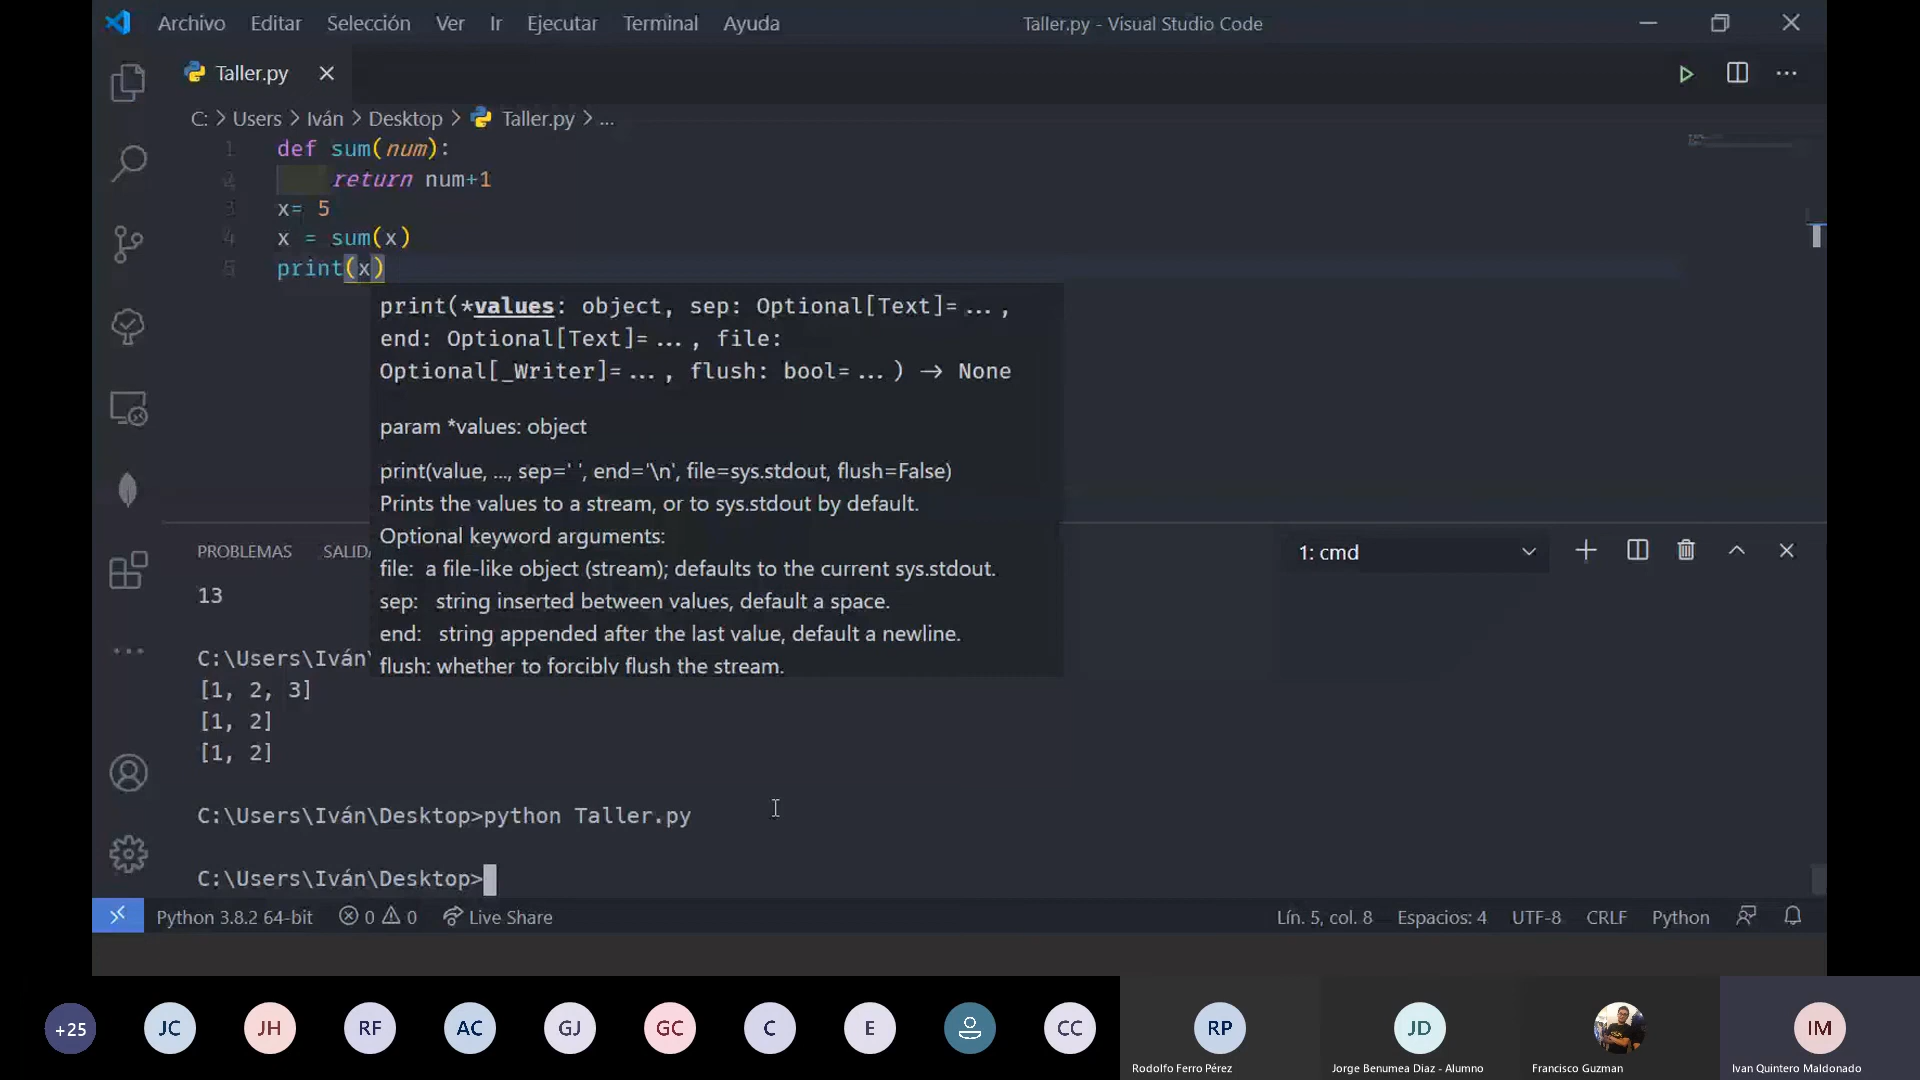 Archivo Editar Selección Ver Ir Ejecutar Terminal Ayuda Taller.py - Visual Studio Code
Taller.py
C: > Users > Iván > Desktop > Taller.py > ...
1 def sum(num):
2 return num+1
3 x= 5
4 x = sum(x)
5 print(x)
print(*values: object, sep: Optional[Text]=...,
end: Optional[Text]=..., file:
Optional[_Writer]=..., flush: bool=...) → None
param *values: object
print(value, ..., sep=' ', end='\n', file=sys.stdout, flush=False)
Prints the values to a stream, or to sys.stdout by default.
Optional keyword arguments:
file: a file-like object (stream); defaults to the current sys.stdout.
sep: string inserted between values, default a space.
end: string appended after the last value, default a newline.
flush: whether to forcibly flush the stream.
PROBLEMAS SALIDA 1: cmd
13
C:\Users\Iván\
[1, 2, 3]
[1, 2]
[1, 2]
C:\Users\Iván\Desktop>python Taller.py
C:\Users\Iván\Desktop>
Python 3.8.2 64-bit 0 0 Live Share Lín. 5, col. 8 Espacios: 4 UTF-8 CRLF Python
+25 JC JH RF AC GJ GC C E CC RP JD IM
Rodolfo Ferro Pérez Jorge Benumea Diaz - Alumno Francisco Guzman Ivan Quintero Maldonado